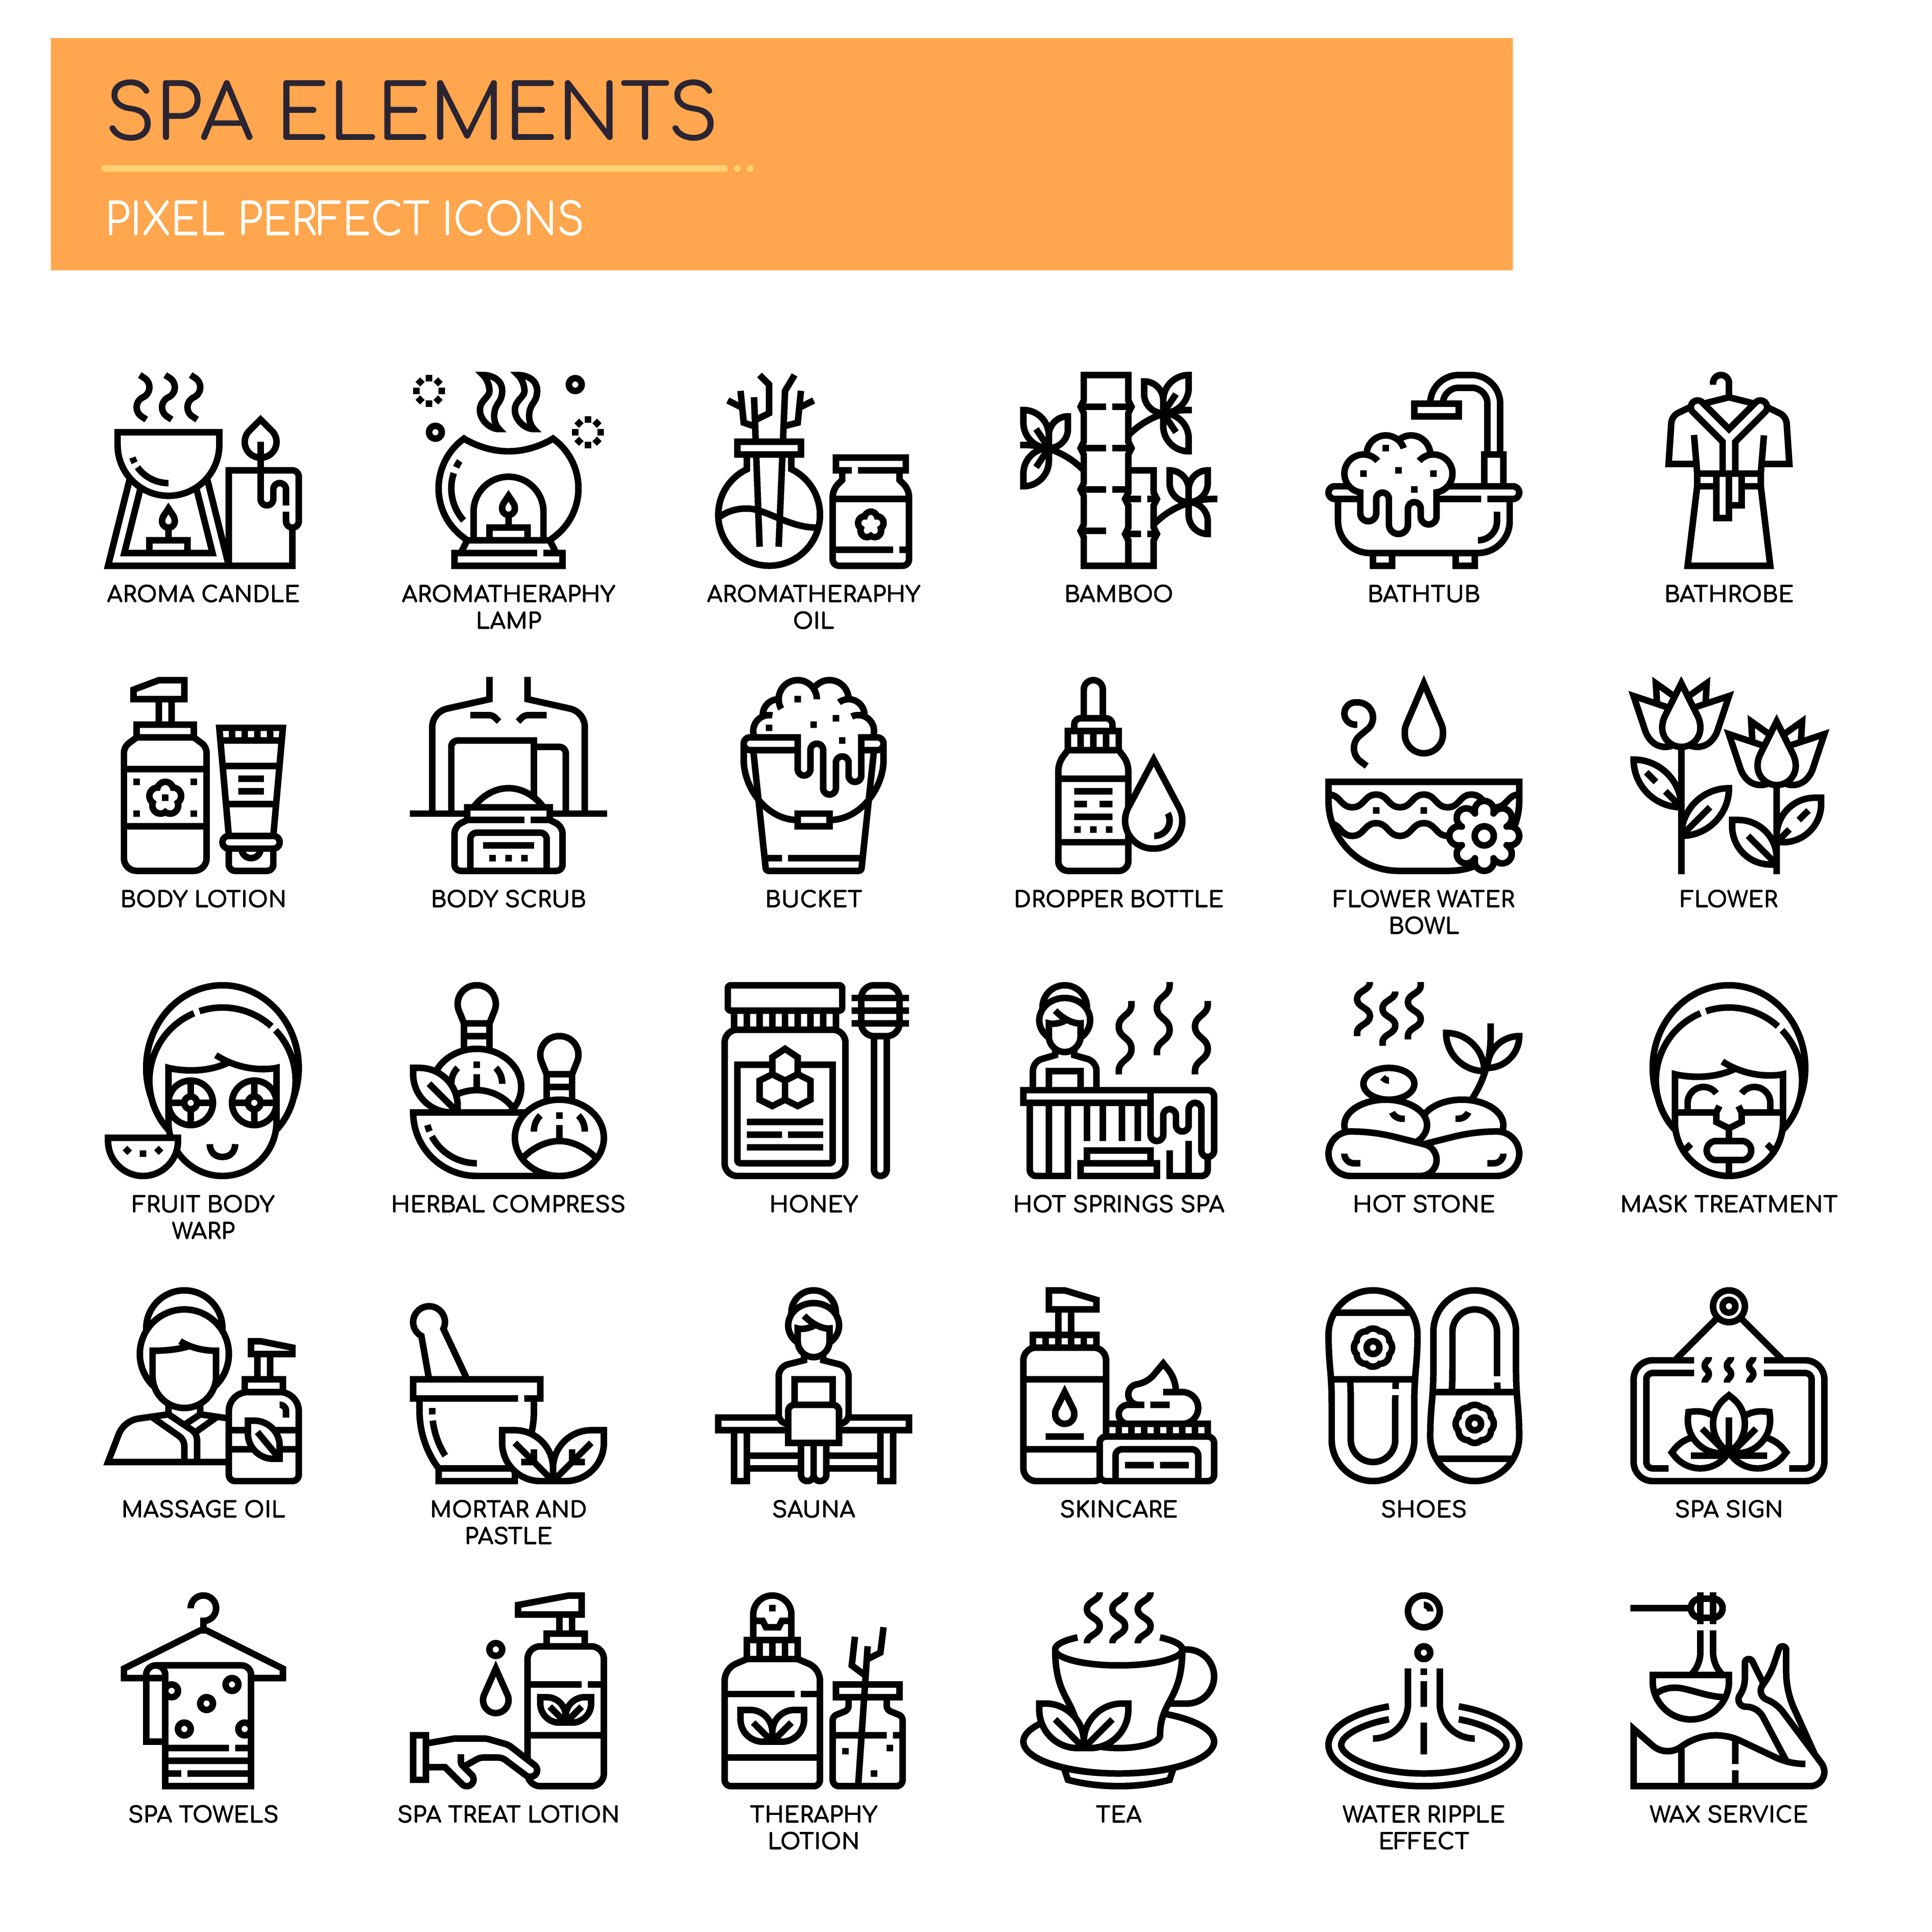 SPA ELEMENTS
PIXEL PERFECT ICONS
AROMA CANDLE
AROMATHERAPHY
LAMP
AROMATHERAPHY
OIL
BAMBOO
BATHTUB
BATHROBE
BODY LOTION
BODY SCRUB
BUCKET
DROPPER BOTTLE
FLOWER WATER
BOWL
FLOWER
FRUIT BODY
WARP
HERBAL COMPRESS
HONEY
HOT SPRINGS SPA
HOT STONE
MASK TREATMENT
MASSAGE OIL
MORTAR AND
PASTLE
SAUNA
SKINCARE
SHOES
SPA SIGN
SPA TOWELS
SPA TREAT LOTION
THERAPHY
LOTION
TEA
WATER RIPPLE
EFFECT
WAX SERVICE